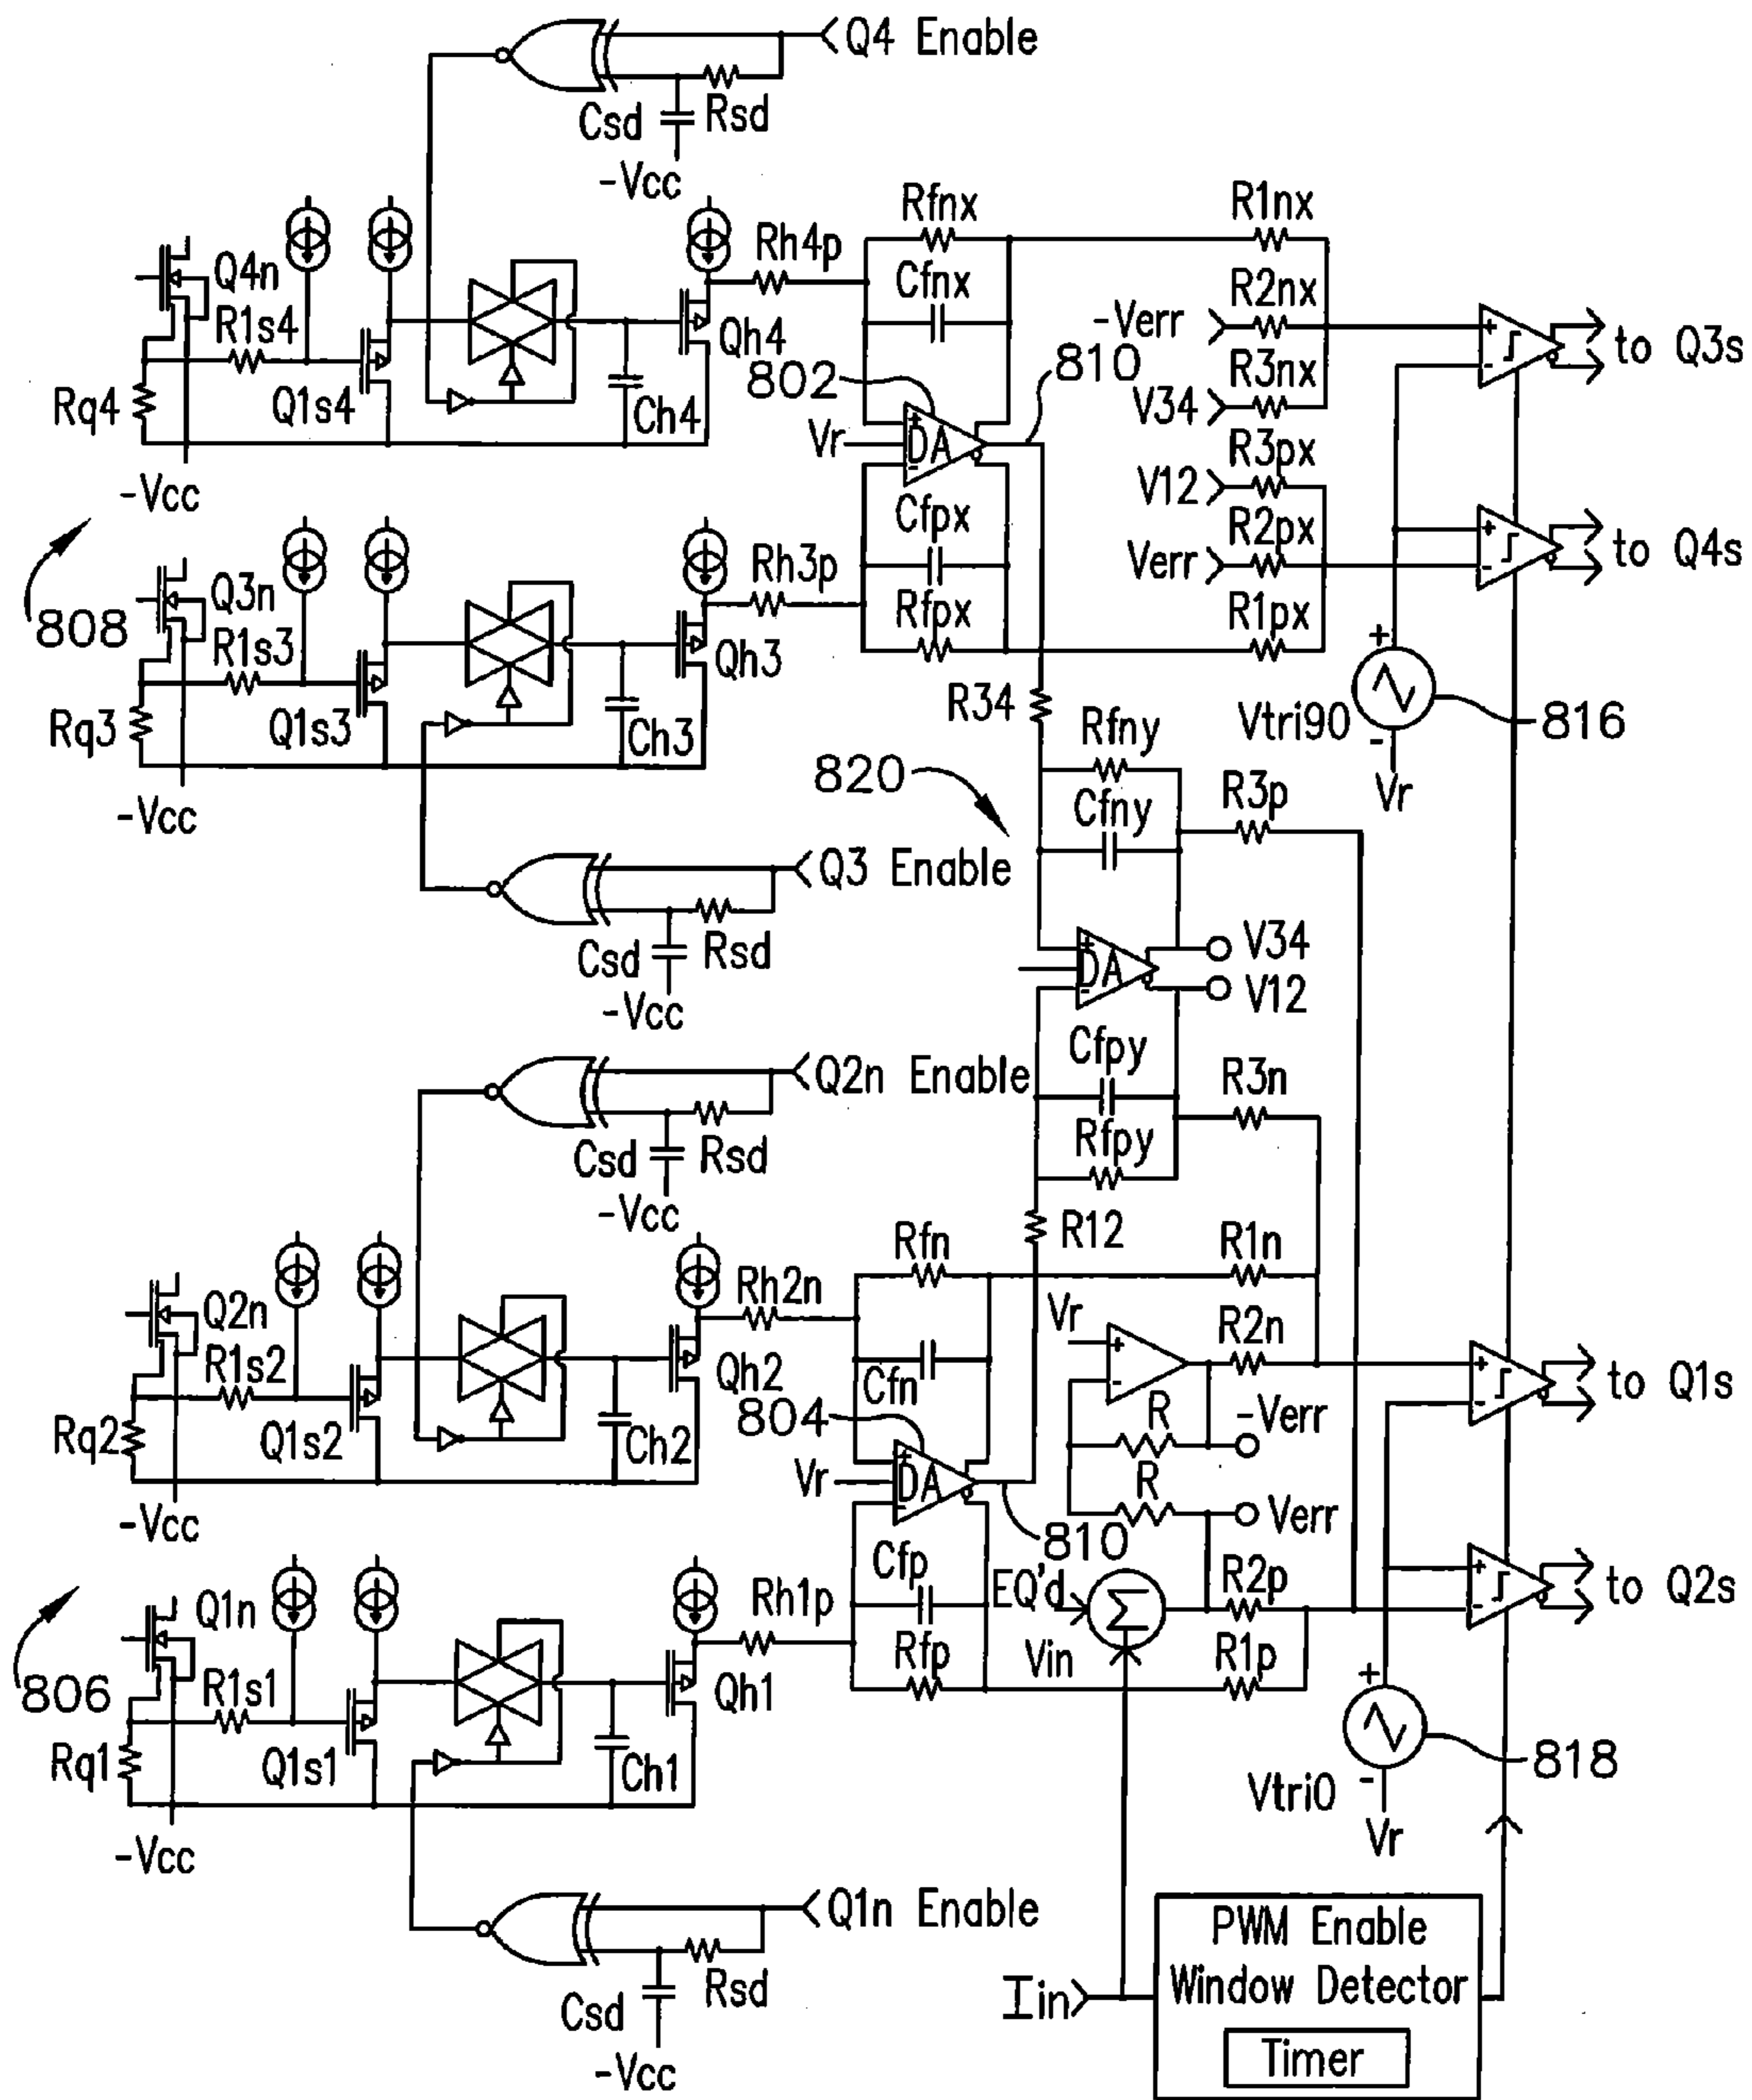 Q4 Enable
Csd
Rsd
-Vcc
Rfnx
R1nx
Rh4p
Q4n
R1s4
Cfnx
R2nx
-Verr
Qh4
Rq4
Q1s4
Ch4
802
810
R3nx
V34
to Q3s
Vr
+
DA
-
+
-
R3px
V12
-Vcc
Cfpx
R2px
Verr
+
-
to Q4s
Q3n
808
R1s3
Rh3p
Rfpx
R1px
Qh3
+
Rq3
Q1s3
Ch3
R34
Vtri90
-
816
Rfny
Vr
-Vcc
820
Cfny
R3p
Q3 Enable
Csd
Rsd
-Vcc
+
DA
-
V34
V12
Q2n Enable
Cfpy
R3n
Csd
Rsd
Rfpy
-Vcc
R12
Rfn
R1n
Q2n
Rh2n
Vr
+
-
R2n
R1s2
Qh2
Cfn
+
-
to Q1s
Rq2
Q1s2
Ch2
804
R
-Verr
Vr
+
DA
-
R
Verr
-Vcc
810
Cfp
EQ'd
Σ
R2p
+
-
to Q2s
Q1n
Rh1p
Rfp
Vin
R1p
806
R1s1
Qh1
+
Rq1
Q1s1
Ch1
Vtri0
-
818
Vr
-Vcc
Q1n Enable
Csd
Rsd
-Vcc
Iin
PWM Enable
Window Detector
Timer